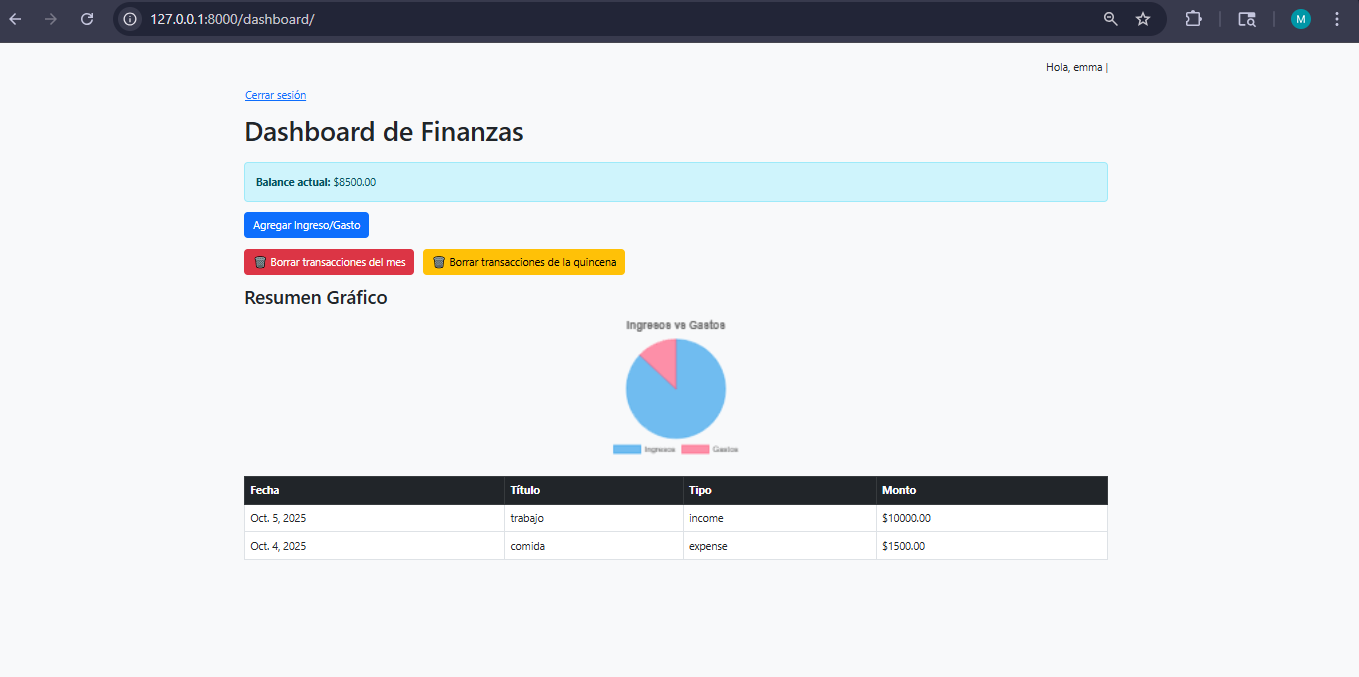 127.0.0.1:8000/dashboard/
M
Hola, emma |
Cerrar sesión
Dashboard de Finanzas
Balance actual: $8500.00
Agregar Ingreso/Gasto
Borrar transacciones del mes
Borrar transacciones de la quincena
Resumen Gráfico
Ingresos vs Gastos
Ingresos Gastos
Fecha Título Tipo Monto
Oct. 5, 2025 trabajo income $10000.00
Oct. 4, 2025 comida expense $1500.00